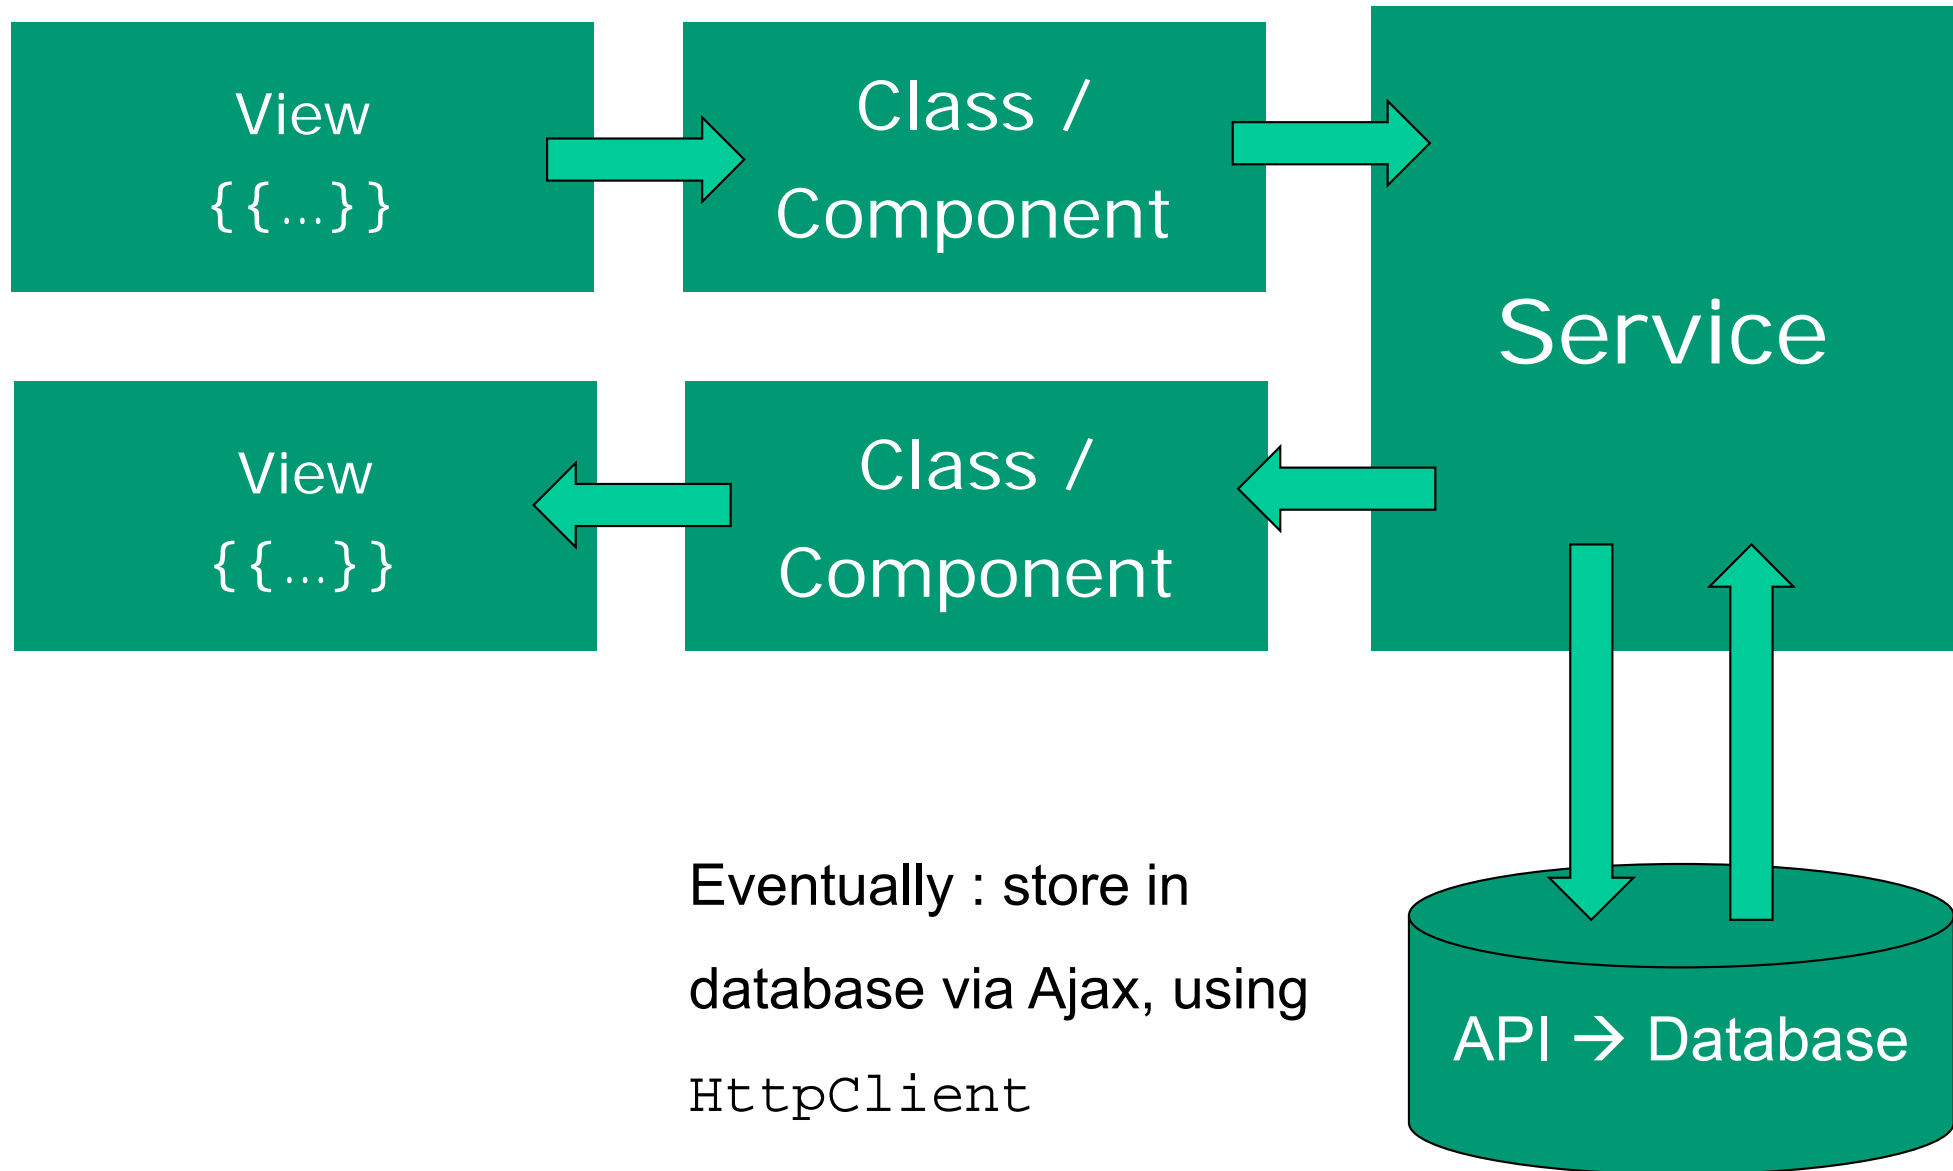 View
{{…}}
Class /
Component
Service
View
{{…}}
Class /
Component
Eventually : store in
database via Ajax, using
HttpClient
API → Database